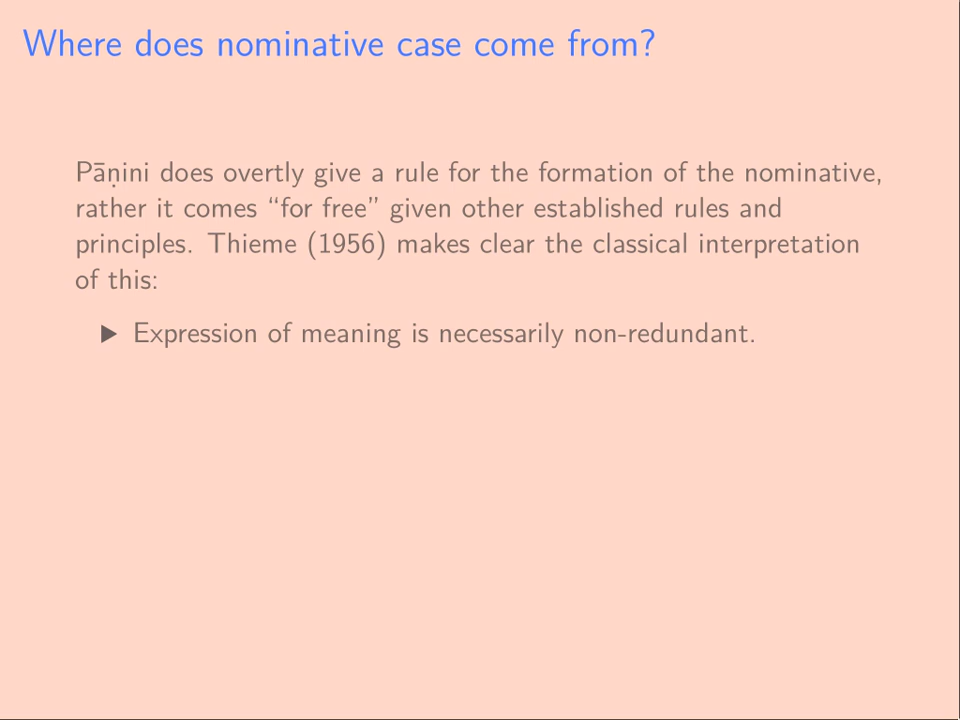 Where does nominative case come from?
Pāṇini does overtly give a rule for the formation of the nominative,
rather it comes “for free” given other established rules and
principles. Thieme (1956) makes clear the classical interpretation
of this:
▶ Expression of meaning is necessarily non-redundant.